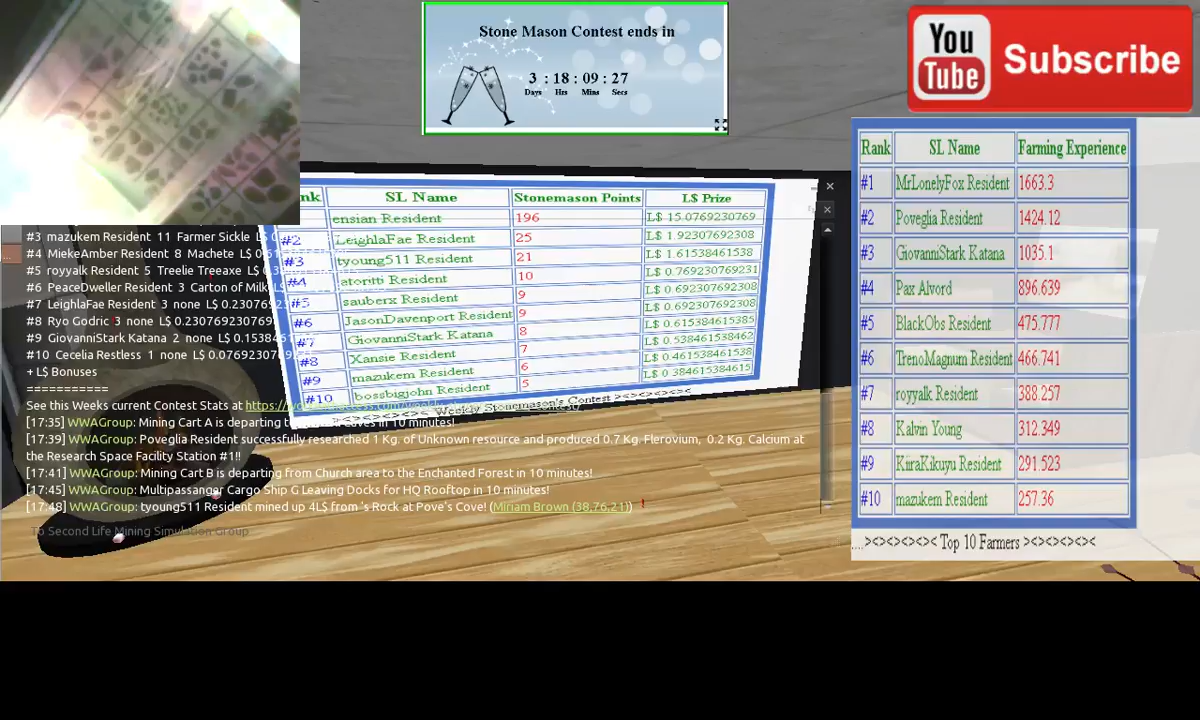 Stone Mason Contest ends in
3 : 18 : 09 : 27
Days Hrs Mins Secs
You Tube Subscribe
nk SL Name Stonemason Points L$ Prize
ensian Resident 196 L$ 15.0769230769
#2 LeighlaFae Resident 25 L$ 1.92307692308
#3 tyoung511 Resident 21 L$ 1.61538461538
#4 atoritti Resident 10 L$ 0.769230769231
#5 sauberx Resident 9 L$ 0.692307692308
#6 JasonDavenport Resident 9 L$ 0.692307692308
#7 GiovanniStark Katana 8 L$ 0.615384615385
#8 Xansie Resident 7 L$ 0.538461538462
#9 mazukem Resident 6 L$ 0.461538461538
#10 bossbigjohn Resident 5 L$ 0.384615384615
><><><>< Weekly Stonemason's Contest ><><><><><
Rank SL Name Farming Experience
#1 MrLonelyFox Resident 1663.3
#2 Poveglia Resident 1424.12
#3 GiovanniStark Katana 1035.1
#4 Pax Alvord 896.639
#5 BlackObs Resident 475.777
#6 TrenoMagnum Resident 466.741
#7 royyalk Resident 388.257
#8 Kalvin Young 312.349
#9 KiiraKikuyu Resident 291.523
#10 mazukem Resident 257.36
....><><><>< Top 10 Farmers ><><><><
#3 mazukem Resident 11 Farmer Sickle L$
#4 MiekeAmber Resident 8 Machete L$
#5 royyalk Resident 5 Treelie Treeaxe L$
#6 PeaceDweller Resident 3 Carton of Milk
#7 LeighlaFae Resident 3 none L$ 0.230769230
#8 Ryo Godric 3 none L$ 0.230769230769
#9 GiovanniStark Katana 2 none L$ 0.15384
#10 Cecelia Restless 1 none L$ 0.0769230
+ L$ Bonuses
===========
See this Weeks current Contest Stats at
[17:35] WWAGroup: Mining Cart A is departing in 10 minutes!
[17:39] WWAGroup: Poveglia Resident successfully researched 1 Kg. of Unknown resource and produced 0.7 Kg. Flerovium, 0.2 Kg. Calcium at
the Research Space Facility Station #1!!
[17:41] WWAGroup: Mining Cart B is departing from Church area to the Enchanted Forest in 10 minutes!
[17:45] WWAGroup: Multipassanger Cargo Ship G Leaving Docks for HQ Rooftop in 10 minutes!
[17:48] WWAGroup: tyoung511 Resident mined up 4L$ from 's Rock at Pove's Cove! (Miriam Brown (38,76,21))
To Second Life Mining Simulation Group